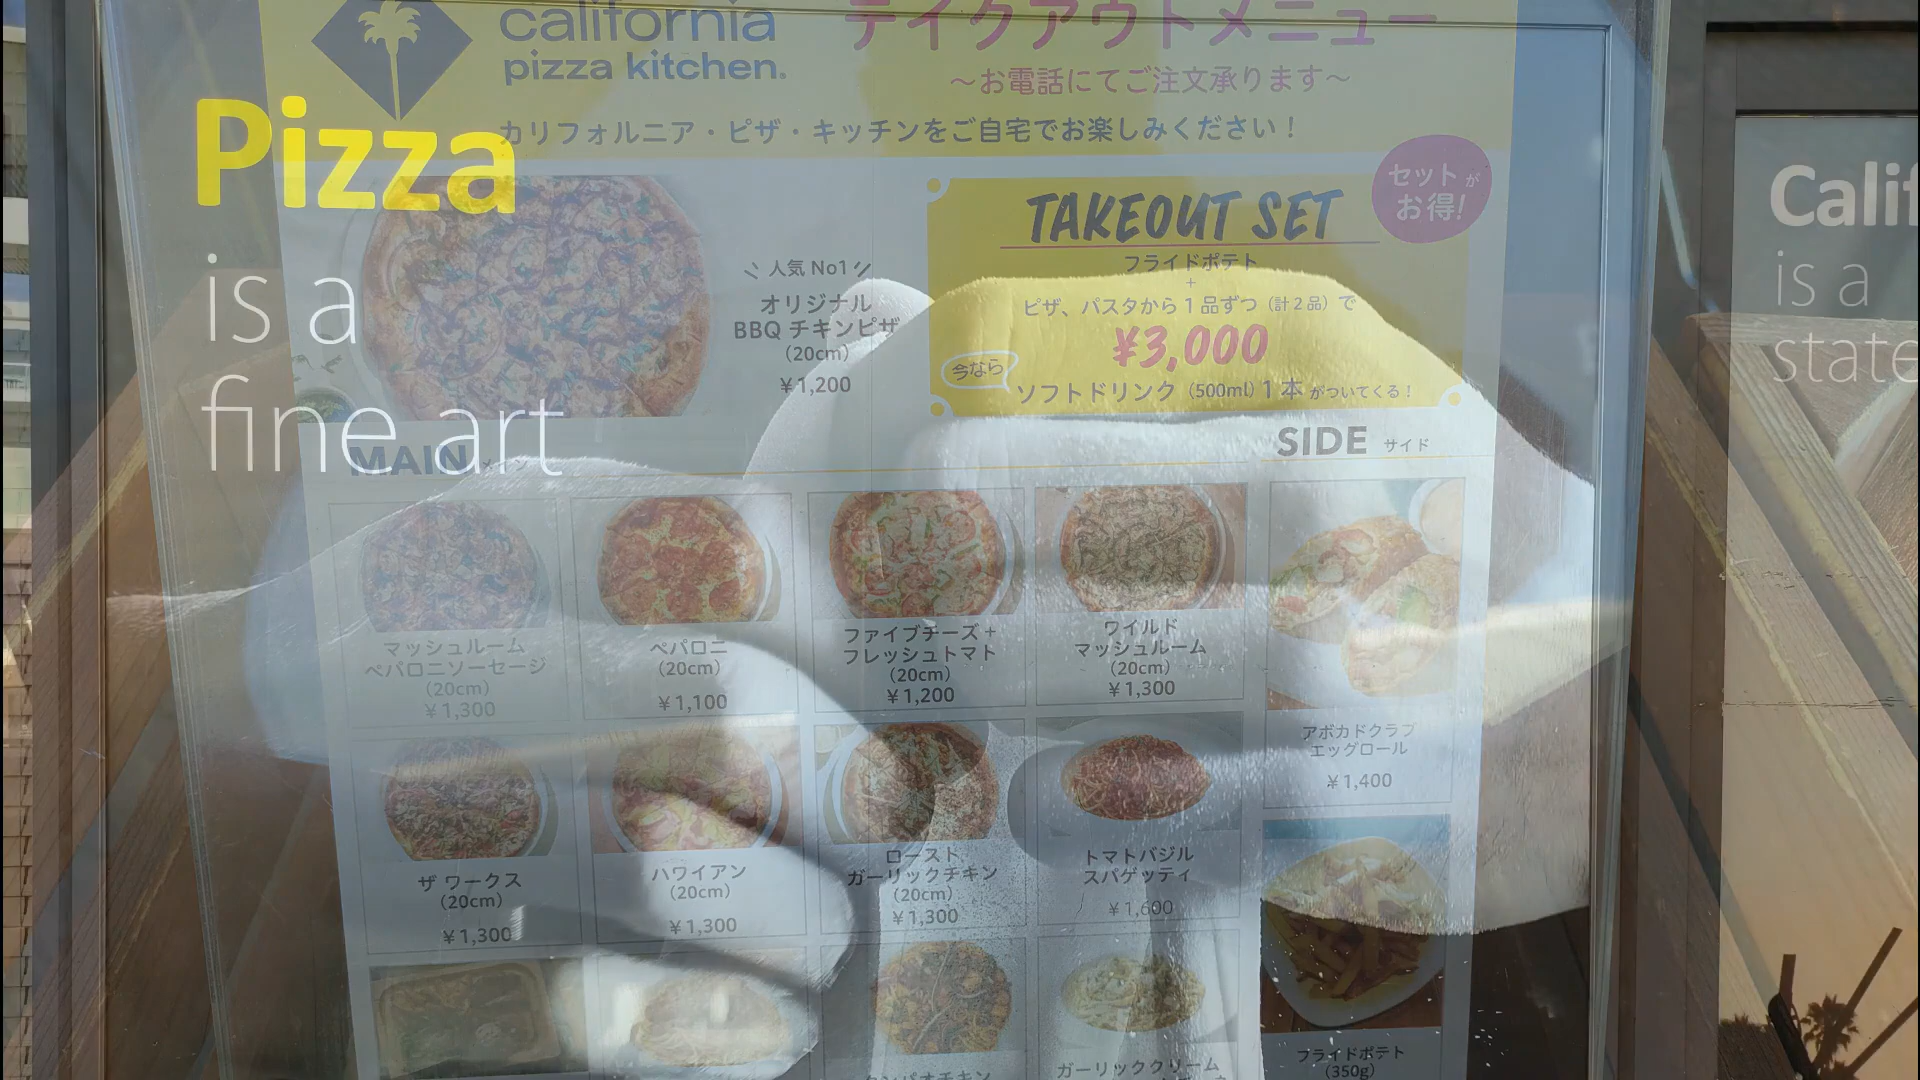 california
pizza kitchen.
テイクアウトメニュー
～お電話にてご注文承ります～
カリフォルニア・ピザ・キッチンをご自宅でお楽しみください！
Pizza
is a
fine art
Calif
is a
state
人気 No1
オリジナル
BBQ チキンピザ
(20cm)
¥1,200
TAKEOUT SET
セットが
お得!
フライドポテト
+
ピザ、パスタから1品ずつ（計2品）で
¥3,000
今なら
ソフトドリンク（500ml）1本がついてくる！
MAIN
SIDE サイド
マッシュルーム
ペパロニソーセージ
(20cm)
¥1,300
ペパロニ
(20cm)
¥1,100
ファイブチーズ+
フレッシュトマト
(20cm)
¥1,200
ワイルド
マッシュルーム
(20cm)
¥1,300
アボカドクラブ
エッグロール
¥1,400
ザ ワークス
(20cm)
¥1,300
ハワイアン
(20cm)
¥1,300
ロースト
ガーリックチキン
(20cm)
¥1,300
トマトバジル
スパゲッティ
¥1,600
ガーリッククリーム
フライドポテト
(350g)